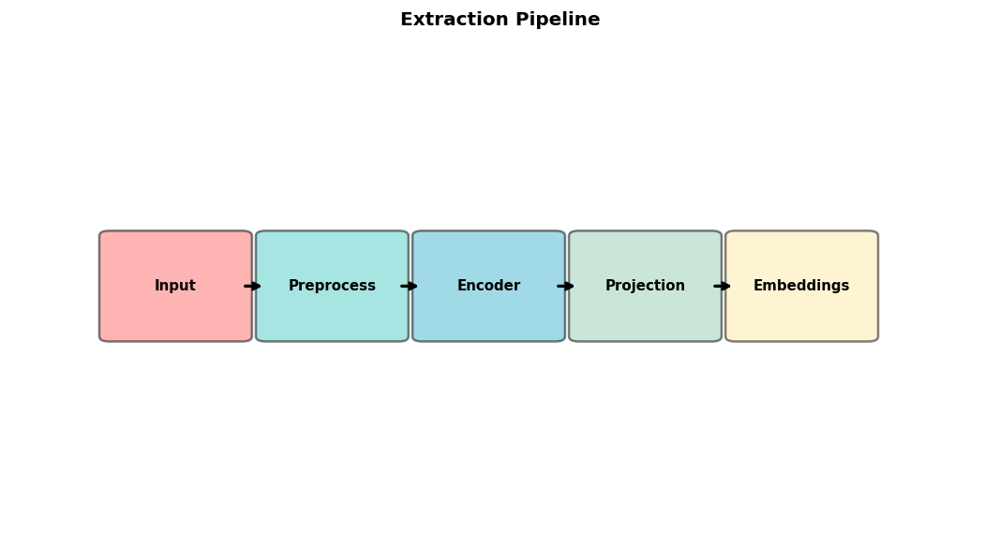 Extraction Pipeline
Input
Preprocess
Encoder
Projection
Embeddings